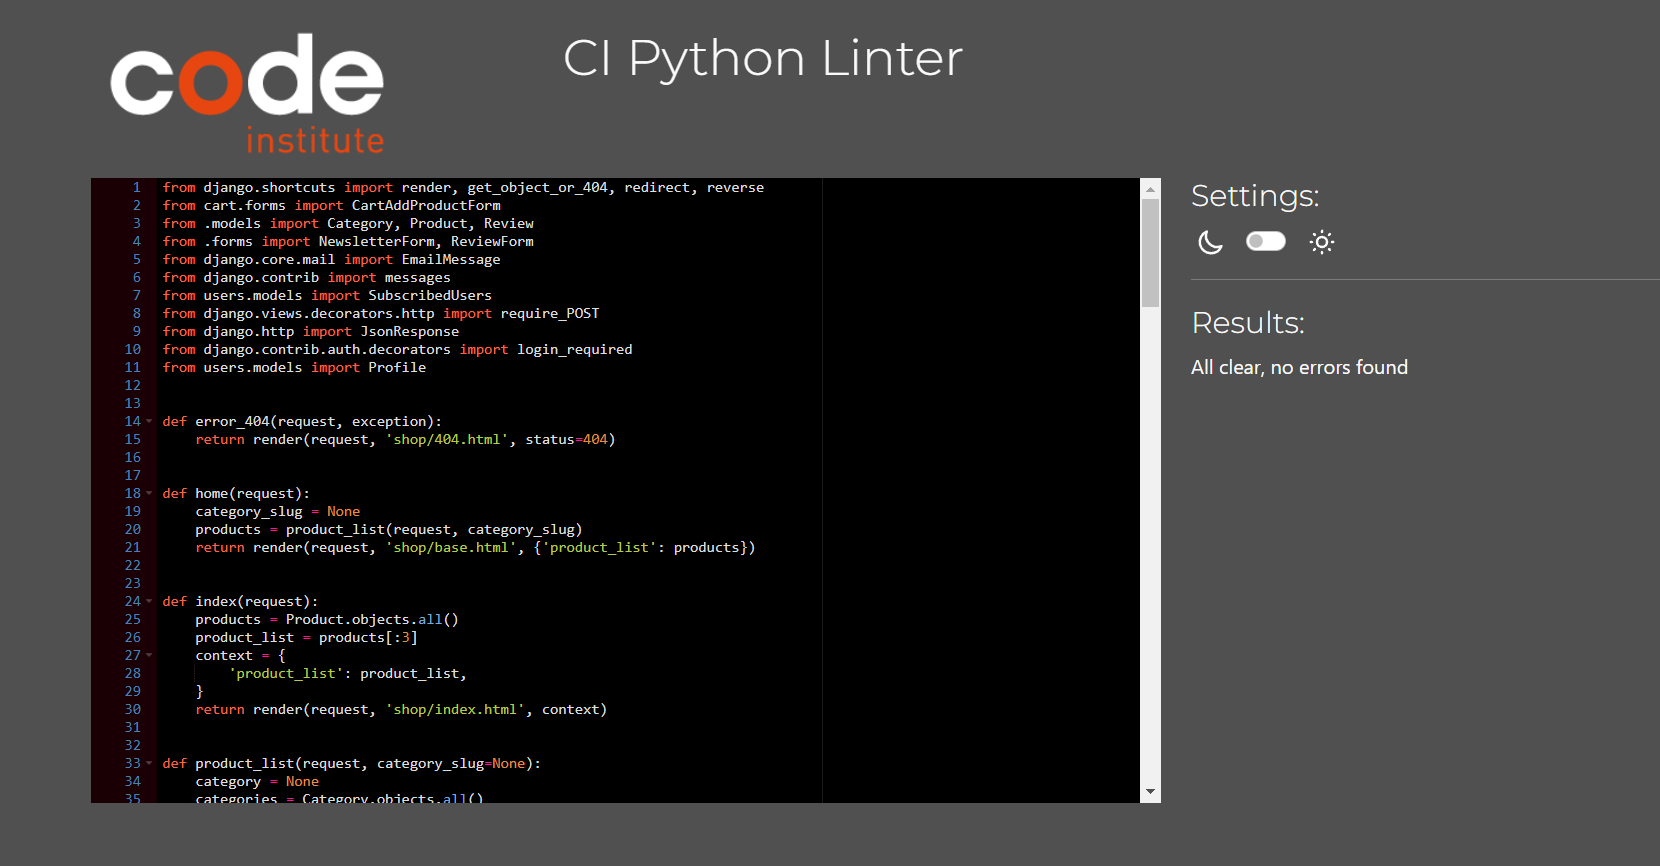 code
institute
CI Python Linter
1 from django.shortcuts import render, get_object_or_404, redirect, reverse
2 from cart.forms import CartAddProductForm
3 from .models import Category, Product, Review
4 from .forms import NewsletterForm, ReviewForm
5 from django.core.mail import EmailMessage
6 from django.contrib import messages
7 from users.models import SubscribedUsers
8 from django.views.decorators.http import require_POST
9 from django.http import JsonResponse
10 from django.contrib.auth.decorators import login_required
11 from users.models import Profile
12
13
14 def error_404(request, exception):
15     return render(request, 'shop/404.html', status=404)
16
17
18 def home(request):
19     category_slug = None
20     products = product_list(request, category_slug)
21     return render(request, 'shop/base.html', {'product_list': products})
22
23
24 def index(request):
25     products = Product.objects.all()
26     product_list = products[:3]
27     context = {
28         'product_list': product_list,
29     }
30     return render(request, 'shop/index.html', context)
31
32
33 def product_list(request, category_slug=None):
34     category = None
35     categories = Category.objects.all()
Settings:
Results:
All clear, no errors found